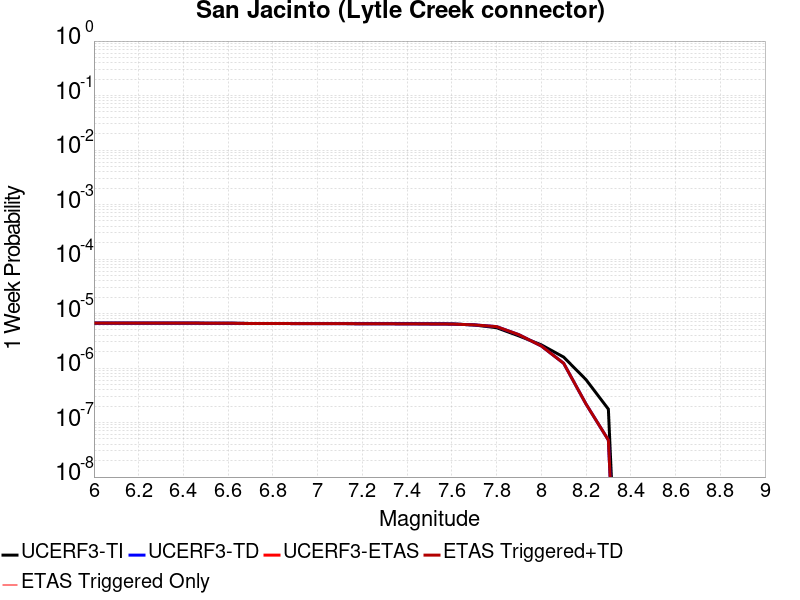 San Jacinto (Lytle Creek connector)
10^0
10^-1
10^-2
10^-3
10^-4
10^-5
10^-6
10^-7
10^-8
1 Week Probability
6 6.2 6.4 6.6 6.8 7 7.2 7.4 7.6 7.8 8 8.2 8.4 8.6 8.8 9
Magnitude
UCERF3-TI UCERF3-TD UCERF3-ETAS ETAS Triggered+TD
ETAS Triggered Only